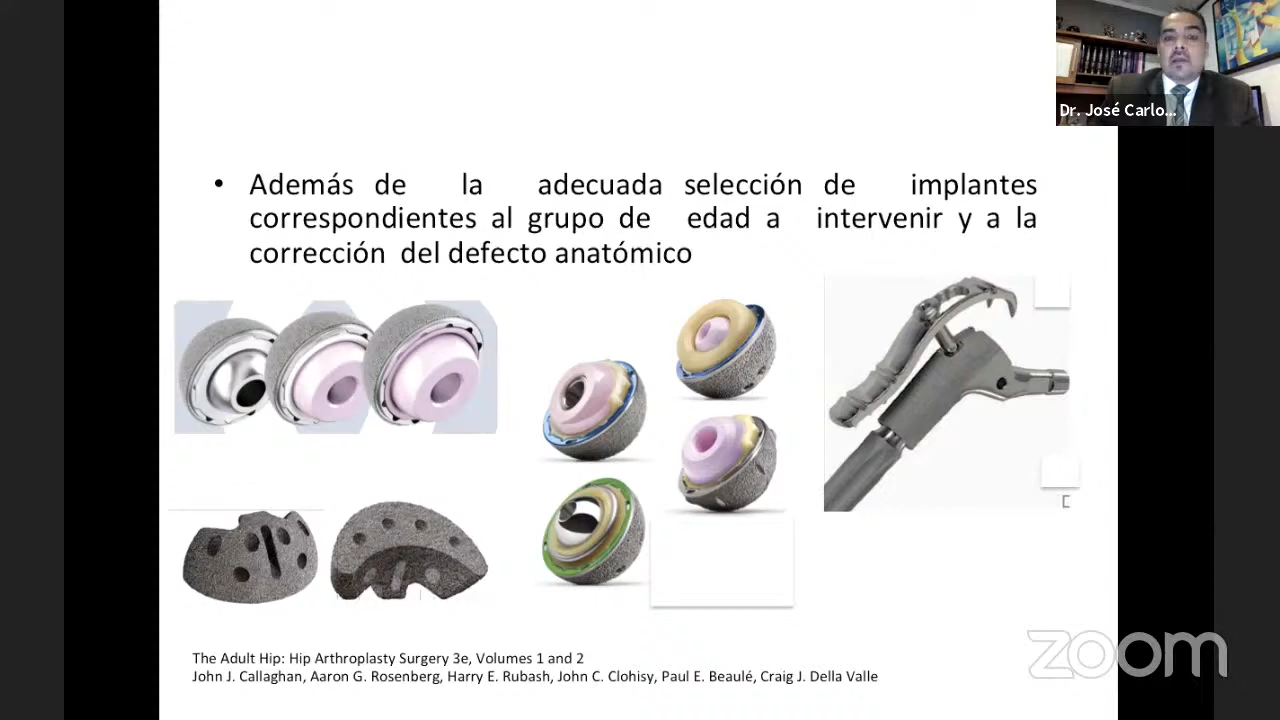 Dr. José Carlo...
• Además de la adecuada selección de implantes
correspondientes al grupo de edad a intervenir y a la
corrección del defecto anatómico
The Adult Hip: Hip Arthroplasty Surgery 3e, Volumes 1 and 2
John J. Callaghan, Aaron G. Rosenberg, Harry E. Rubash, John C. Clohisy, Paul E. Beaulé, Craig J. Della Valle
zoom